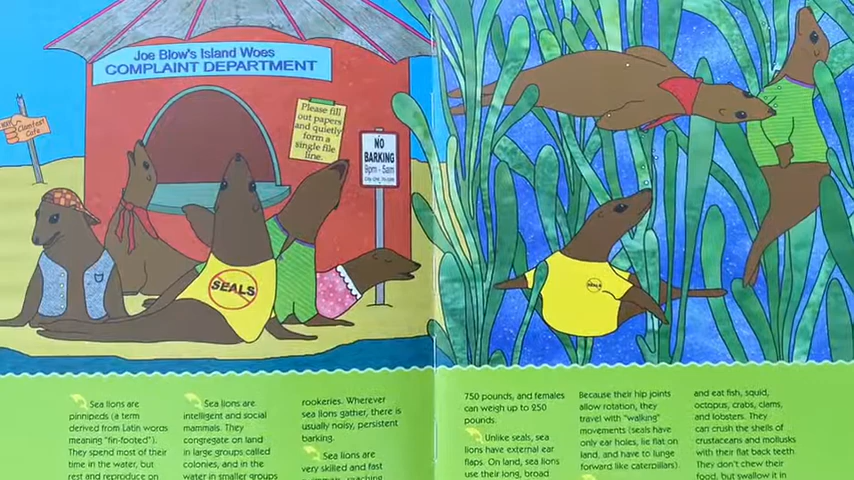 Joe Blow's Island Woes
COMPLAINT DEPARTMENT
Please fill
out papers
and quietly
form a
single file
line.
NO
BARKING
9pm - 5am
Clamfest
Cafe
SEALS
SEALS
Sea lions are
pinnipeds (a term
derived from Latin words
meaning "fin-footed").
They spend most of their
time in the water, but
rest and reproduce on
Sea lions are
intelligent and social
mammals. They
congregate on land
in large groups called
colonies, and in the
water in smaller groups
rookeries. Wherever
sea lions gather, there is
usually noisy, persistent
barking.
Sea lions are
very skilled and fast
750 pounds, and females
can weigh up to 250
pounds.
Unlike seals, sea
lions have external ear
flaps. On land, sea lions
use their long, broad
Because their hip joints
allow rotation, they
travel with "walking"
movements (seals have
only ear holes, lie flat on
land, and have to lunge
forward like caterpillars).
and eat fish, squid,
octopus, crabs, clams,
and lobsters. They
can crush the shells of
crustaceans and mollusks
with their flat back teeth.
They don't chew their
food, but swallow it in